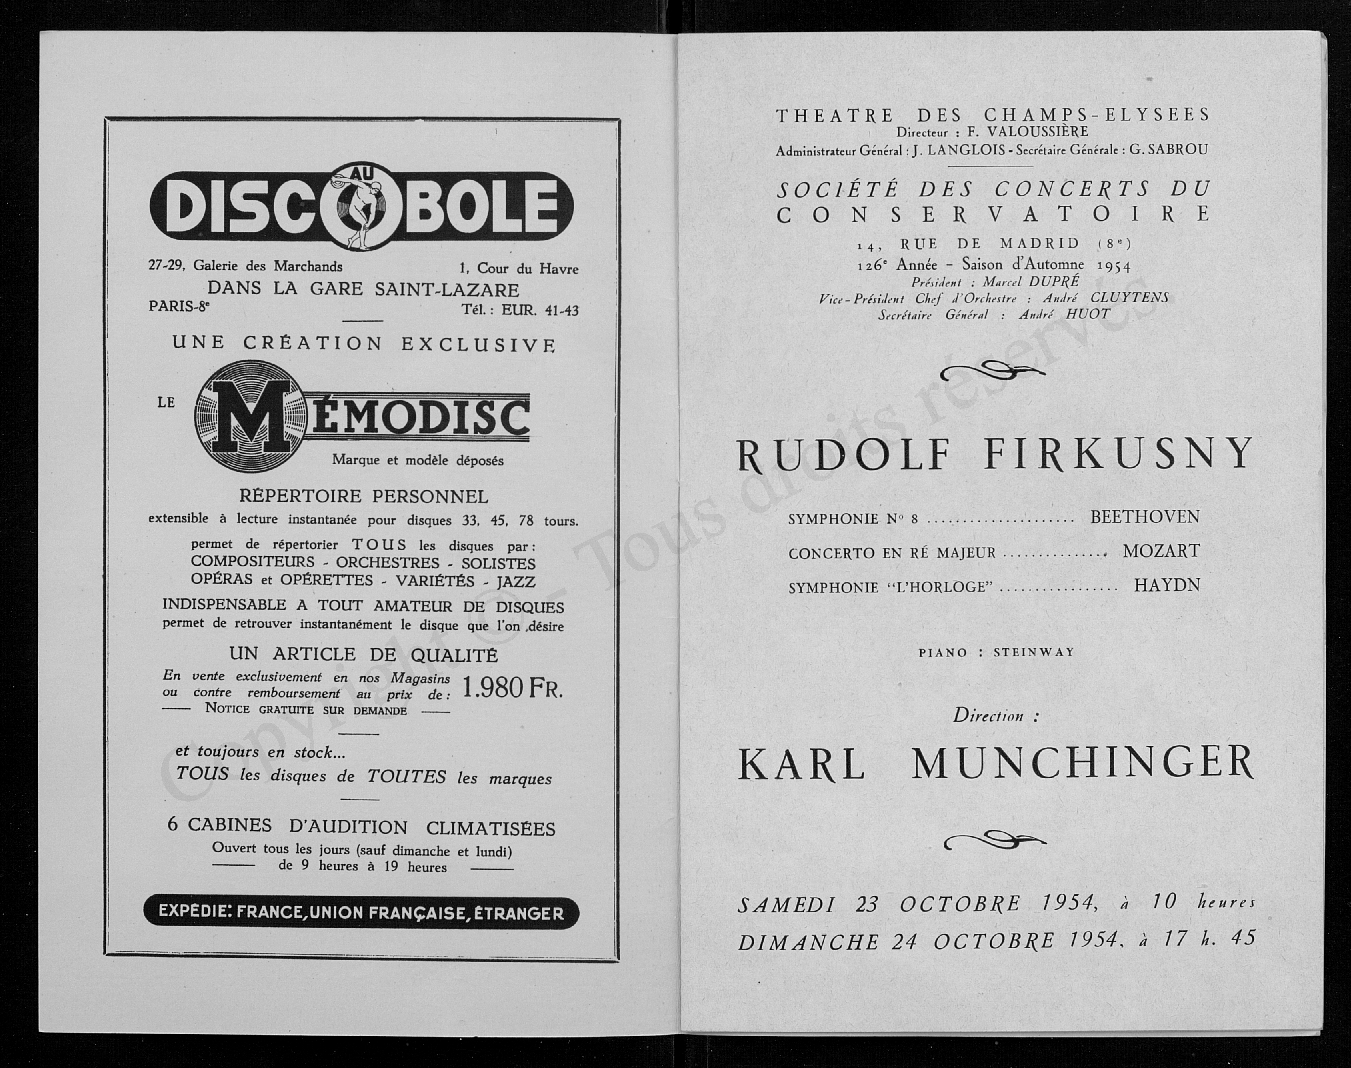 AU
DISCOBOLE
27-29, Galerie des Marchands 1, Cour du Havre
DANS LA GARE SAINT-LAZARE
PARIS-8e Tél. : EUR. 41-43
UNE CRÉATION EXCLUSIVE
LE MÉMODISC
Marque et modèle déposés
RÉPERTOIRE PERSONNEL
extensible à lecture instantanée pour disques 33, 45, 78 tours.
permet de répertorier TOUS les disques par :
COMPOSITEURS - ORCHESTRES - SOLISTES
OPÉRAS et OPÉRETTES - VARIÉTÉS - JAZZ
INDISPENSABLE A TOUT AMATEUR DE DISQUES
permet de retrouver instantanément le disque que l'on désire
UN ARTICLE DE QUALITÉ
En vente exclusivement en nos Magasins
ou contre remboursement au prix de : 1.980 FR.
NOTICE GRATUITE SUR DEMANDE
et toujours en stock...
TOUS les disques de TOUTES les marques
6 CABINES D'AUDITION CLIMATISÉES
Ouvert tous les jours (sauf dimanche et lundi)
de 9 heures à 19 heures
EXPÉDIE: FRANCE, UNION FRANÇAISE, ÉTRANGER
THEATRE DES CHAMPS-ELYSEES
Directeur : F. VALOUSSIÈRE
Administrateur Général : J. LANGLOIS - Secrétaire Générale : G. SABROU
SOCIÉTÉ DES CONCERTS DU
CONSERVATOIRE
14, RUE DE MADRID (8e)
126e Année - Saison d'Automne 1954
Président : Marcel DUPRÉ
Vice-Président Chef d'Orchestre : André CLUYTENS
Secrétaire Général : André HUOT
RUDOLF FIRKUSNY
SYMPHONIE No 8 .................... BEETHOVEN
CONCERTO EN RÉ MAJEUR .............. MOZART
SYMPHONIE "L'HORLOGE" ................. HAYDN
PIANO : STEINWAY
Direction :
KARL MUNCHINGER
SAMEDI 23 OCTOBRE 1954, à 10 heures
DIMANCHE 24 OCTOBRE 1954, à 17 h. 45
Copyright © - Tous droits réservés